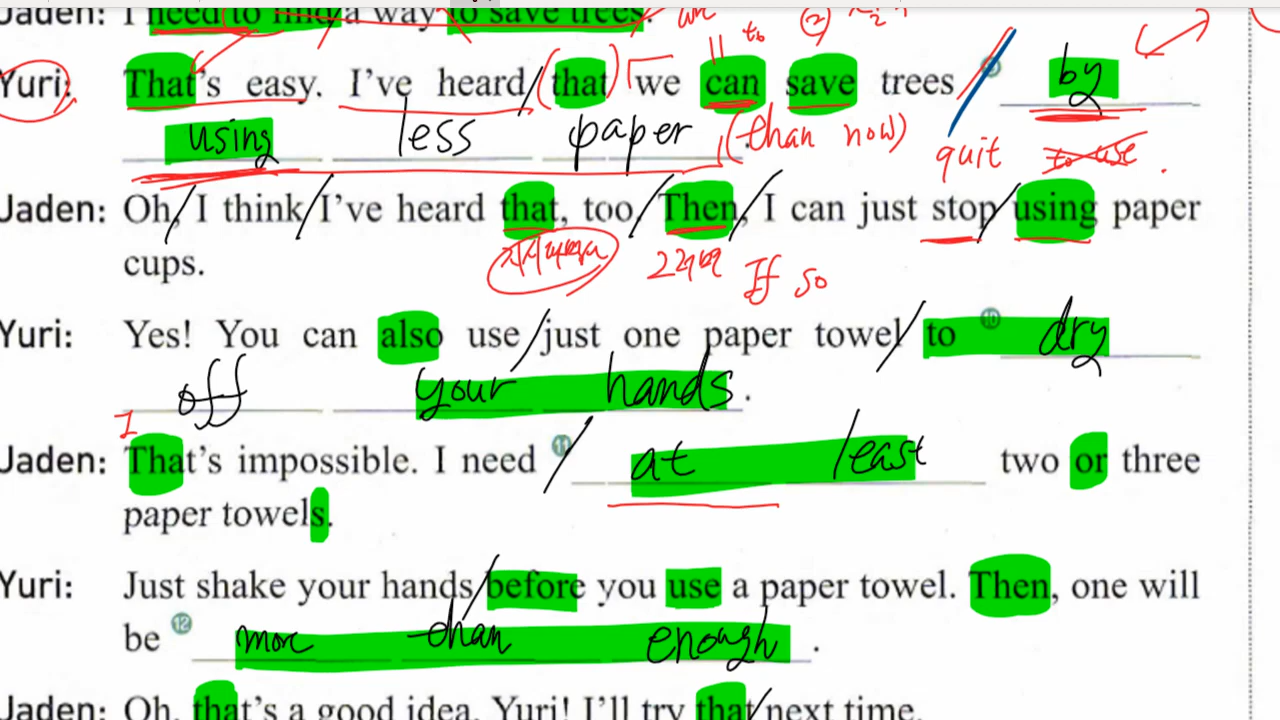 Jaden: I need to find a way to save trees.
Yuri: That's easy. I've heard (that) we can save trees by
using less paper (than now).
quit to use
Jaden: Oh, I think I've heard that, too. Then, I can just stop using paper
cups.
If so
Yuri: Yes! You can also use just one paper towel to ⑩ dry
off your hands.
Jaden: That's impossible. I need ⑪ at least two or three
paper towels.
Yuri: Just shake your hands before you use a paper towel. Then, one will
be ⑫ more than enough.
Jaden: Oh, that's a good idea, Yuri! I'll try that next time.